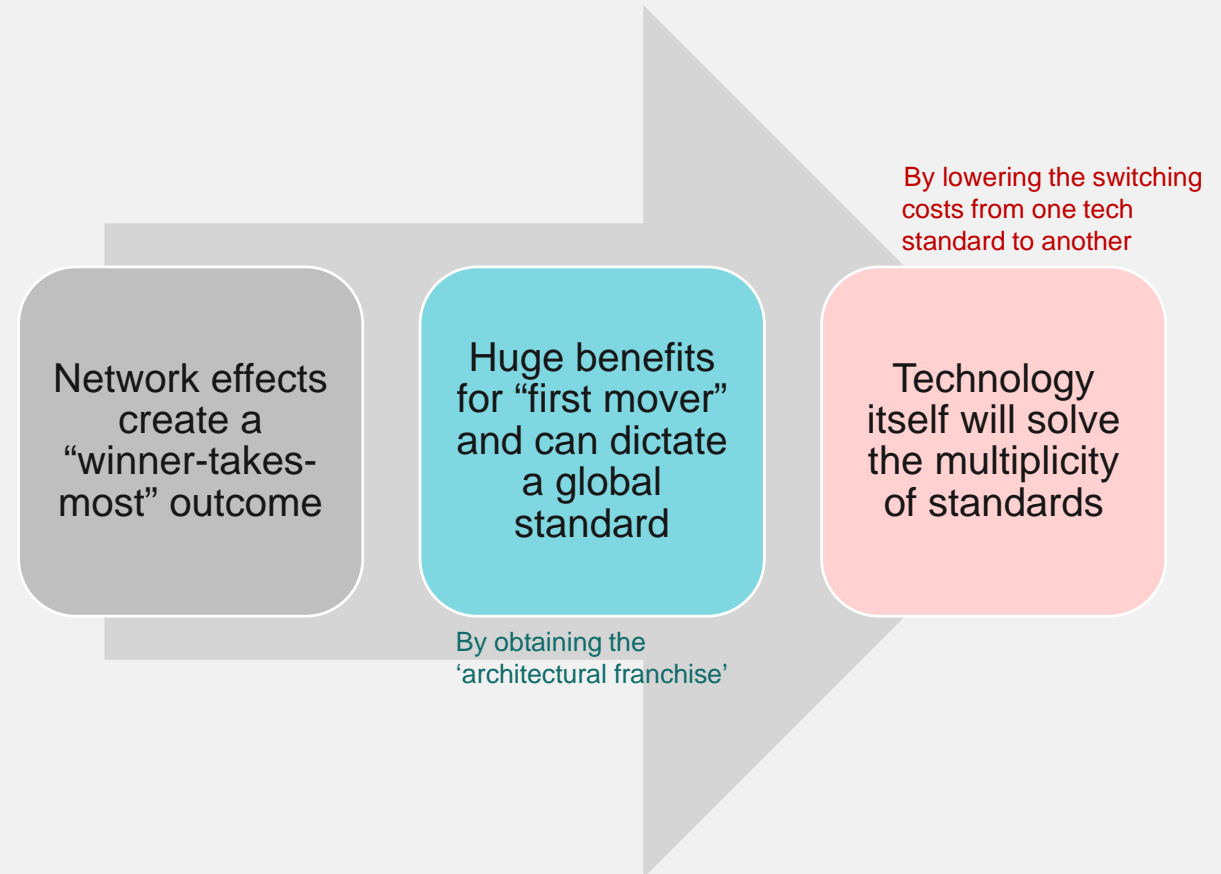 Network effects
create a
“winner-takes-
most” outcome
Huge benefits
for “first mover”
and can dictate
a global
standard
By obtaining the
‘architectural franchise’
By lowering the switching
costs from one tech
standard to another
Technology
itself will solve
the multiplicity
of standards